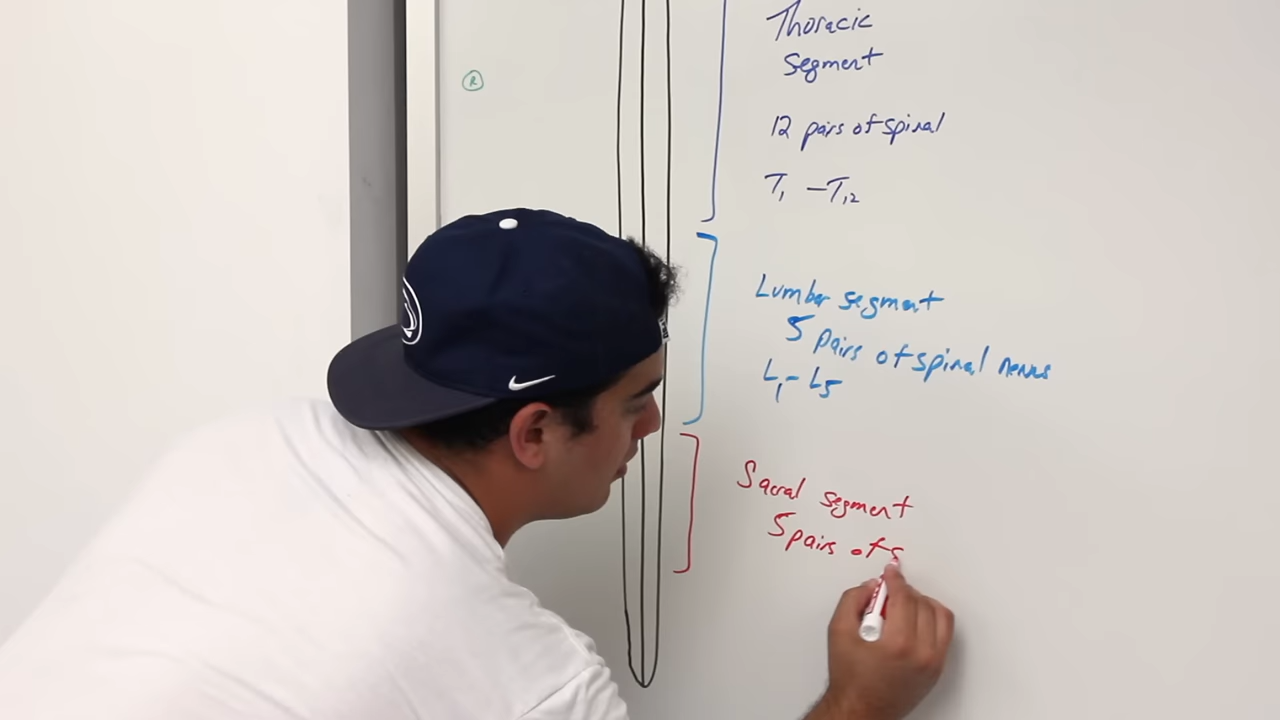 Thoracic
segment
12 pairs of spinal
T1 - T12
Lumbar segment
5 pairs of spinal nerves
L1 - L5
Sacral segment
5 pairs of s
R